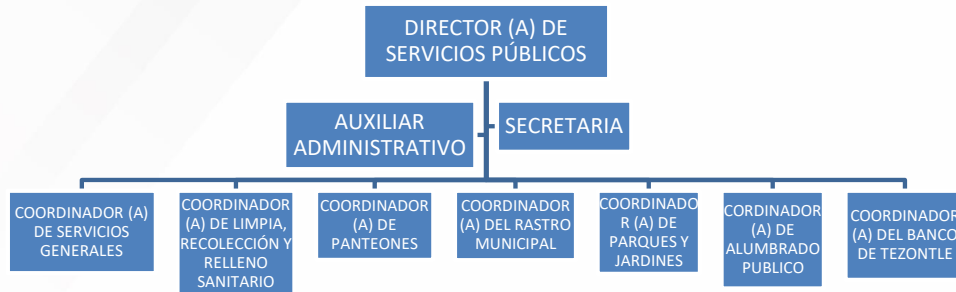 DIRECTOR (A) DE
SERVICIOS PÚBLICOS
AUXILIAR
ADMINISTRATIVO
SECRETARIA
COORDINADOR (A)
DE SERVICIOS
GENERALES
COORDINADOR
(A) DE LIMPIA,
RECOLECCIÓN Y
RELLENO
SANITARIO
COORDINADOR
(A) DE
PANTEONES
COORDINADOR
(A) DEL RASTRO
MUNICIPAL
COORDINADO
R (A) DE
PARQUES Y
JARDINES
CORDINADOR
(A) DE
ALUMBRADO
PUBLICO
COORDINADOR
(A) DEL BANCO
DE TEZONTLE